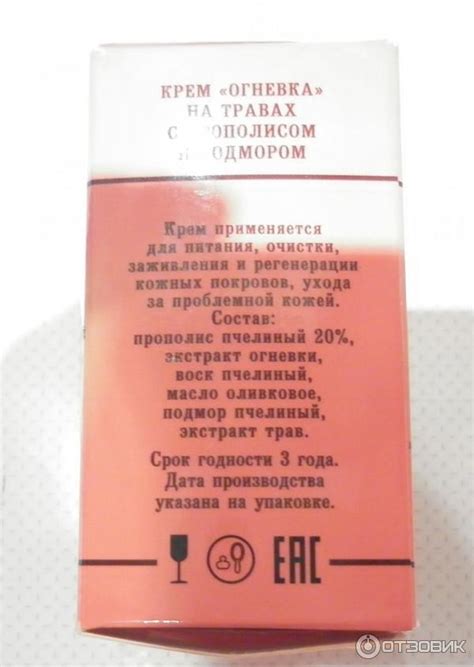 КРЕМ «ОГНЕВКА»
НА ТРАВАХ
С ПРОПОЛИСОМ
И ПОДМОРОМ
Крем применяется
для питания, очистки,
заживления и регенерации
кожных покровов, ухода
за проблемной кожей.
Состав:
прополис пчелиный 20%,
экстракт огневки,
воск пчелиный,
масло оливковое,
подмор пчелиный,
экстракт трав.
Срок годности 3 года.
Дата производства
указана на упаковке.
ЕАС
ОТЗОВИК